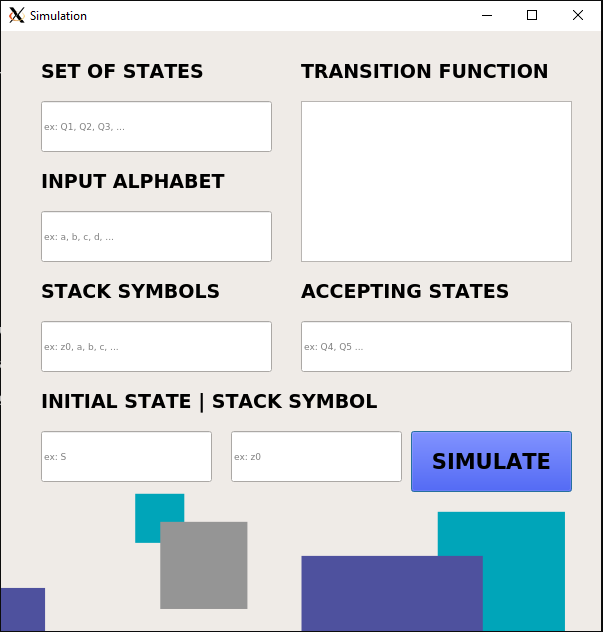 Simulation
SET OF STATES
ex: Q1, Q2, Q3, ...
INPUT ALPHABET
ex: a, b, c, d, ...
STACK SYMBOLS
ex: z0, a, b, c, ...
TRANSITION FUNCTION
ACCEPTING STATES
ex: Q4, Q5 ...
INITIAL STATE | STACK SYMBOL
ex: S
ex: z0
SIMULATE